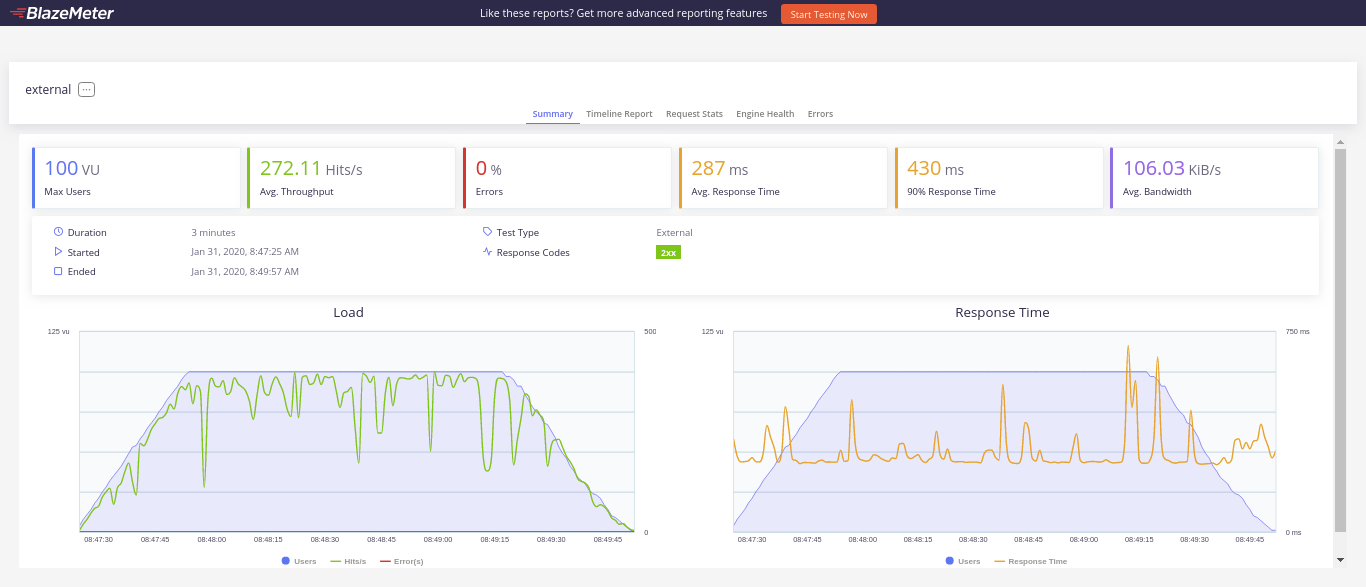 BlazeMeter
Like these reports? Get more advanced reporting features
Start Testing Now
external
Summary Timeline Report Request Stats Engine Health Errors
100 VU
Max Users
272.11 Hits/s
Avg. Throughput
0 %
Errors
287 ms
Avg. Response Time
430 ms
90% Response Time
106.03 KiB/s
Avg. Bandwidth
Duration 3 minutes
Started Jan 31, 2020, 8:47:25 AM
Ended Jan 31, 2020, 8:49:57 AM
Test Type External
Response Codes 2xx
Load
125 vu 500
0
08:47:30 08:47:45 08:48:00 08:48:15 08:48:30 08:48:45 08:49:00 08:49:15 08:49:30 08:49:45
Users Hits/s Error(s)
Response Time
125 vu 750 ms
0 ms
08:47:30 08:47:45 08:48:00 08:48:15 08:48:30 08:48:45 08:49:00 08:49:15 08:49:30 08:49:45
Users Response Time